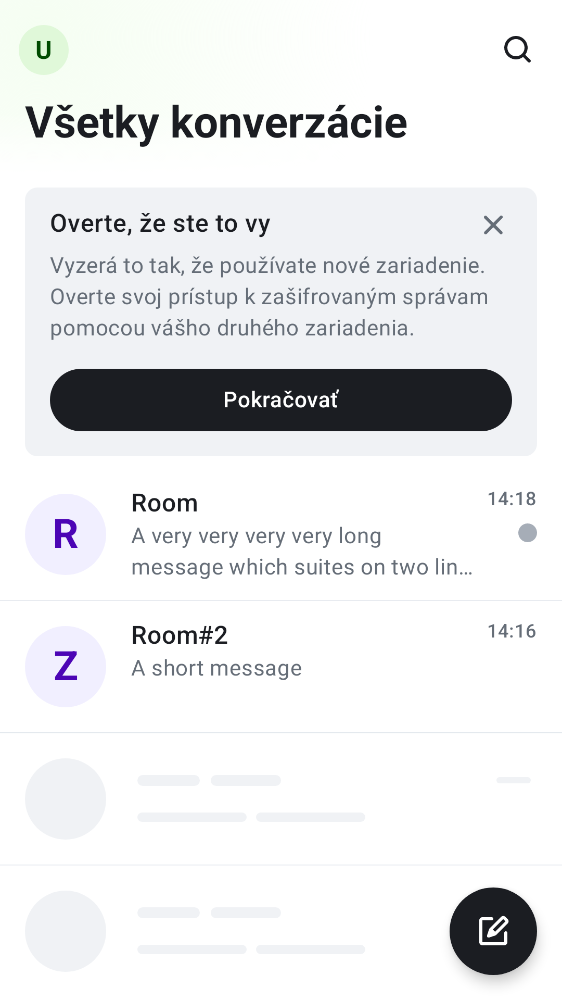 U
Všetky konverzácie
Overte, že ste to vy
Vyzerá to tak, že používate nové zariadenie.
Overte svoj prístup k zašifrovaným správam
pomocou vášho druhého zariadenia.
Pokračovať
R
Room
14:18
A very very very very long
message which suites on two lin…
Z
Room#2
14:16
A short message